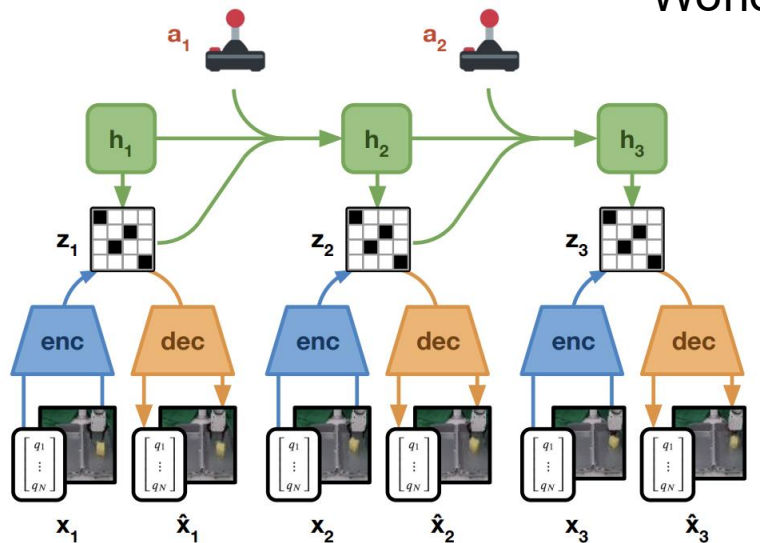 a1 a2
h1 h2 h3
z1 z2 z3
enc dec enc dec enc dec
q1 q1 q1 q1 q1 q1
⋮ ⋮ ⋮ ⋮ ⋮ ⋮
qN qN qN qN qN qN
x1 x̂1 x2 x̂2 x3 x̂3